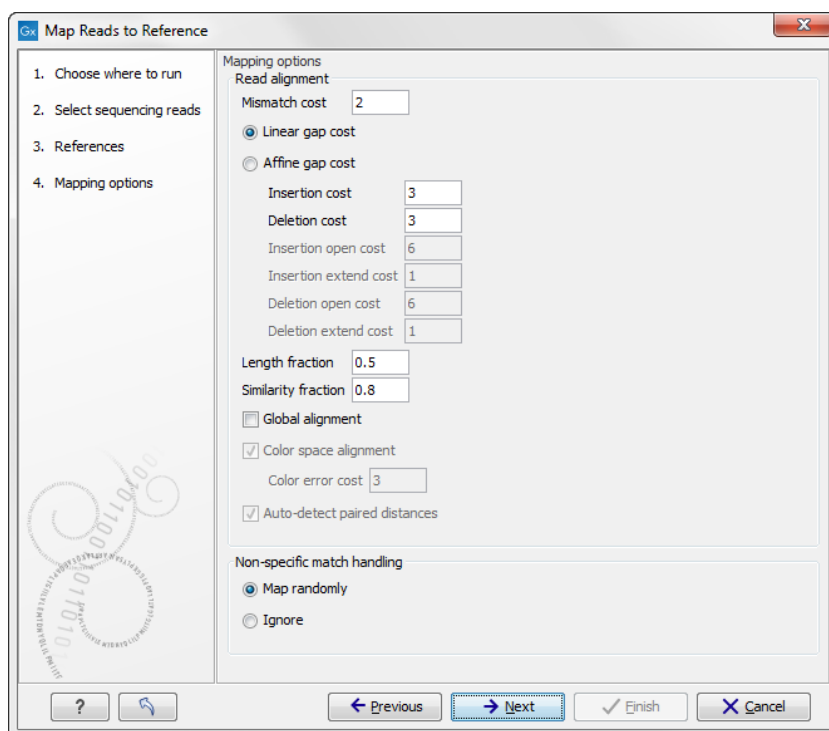 Gx Map Reads to Reference
1. Choose where to run
2. Select sequencing reads
3. References
4. Mapping options
Mapping options
Read alignment
Mismatch cost 2
Linear gap cost
Affine gap cost
Insertion cost 3
Deletion cost 3
Insertion open cost 6
Insertion extend cost 1
Deletion open cost 6
Deletion extend cost 1
Length fraction 0.5
Similarity fraction 0.8
Global alignment
Color space alignment
Color error cost 3
Auto-detect paired distances
Non-specific match handling
Map randomly
Ignore
? Previous Next Finish Cancel